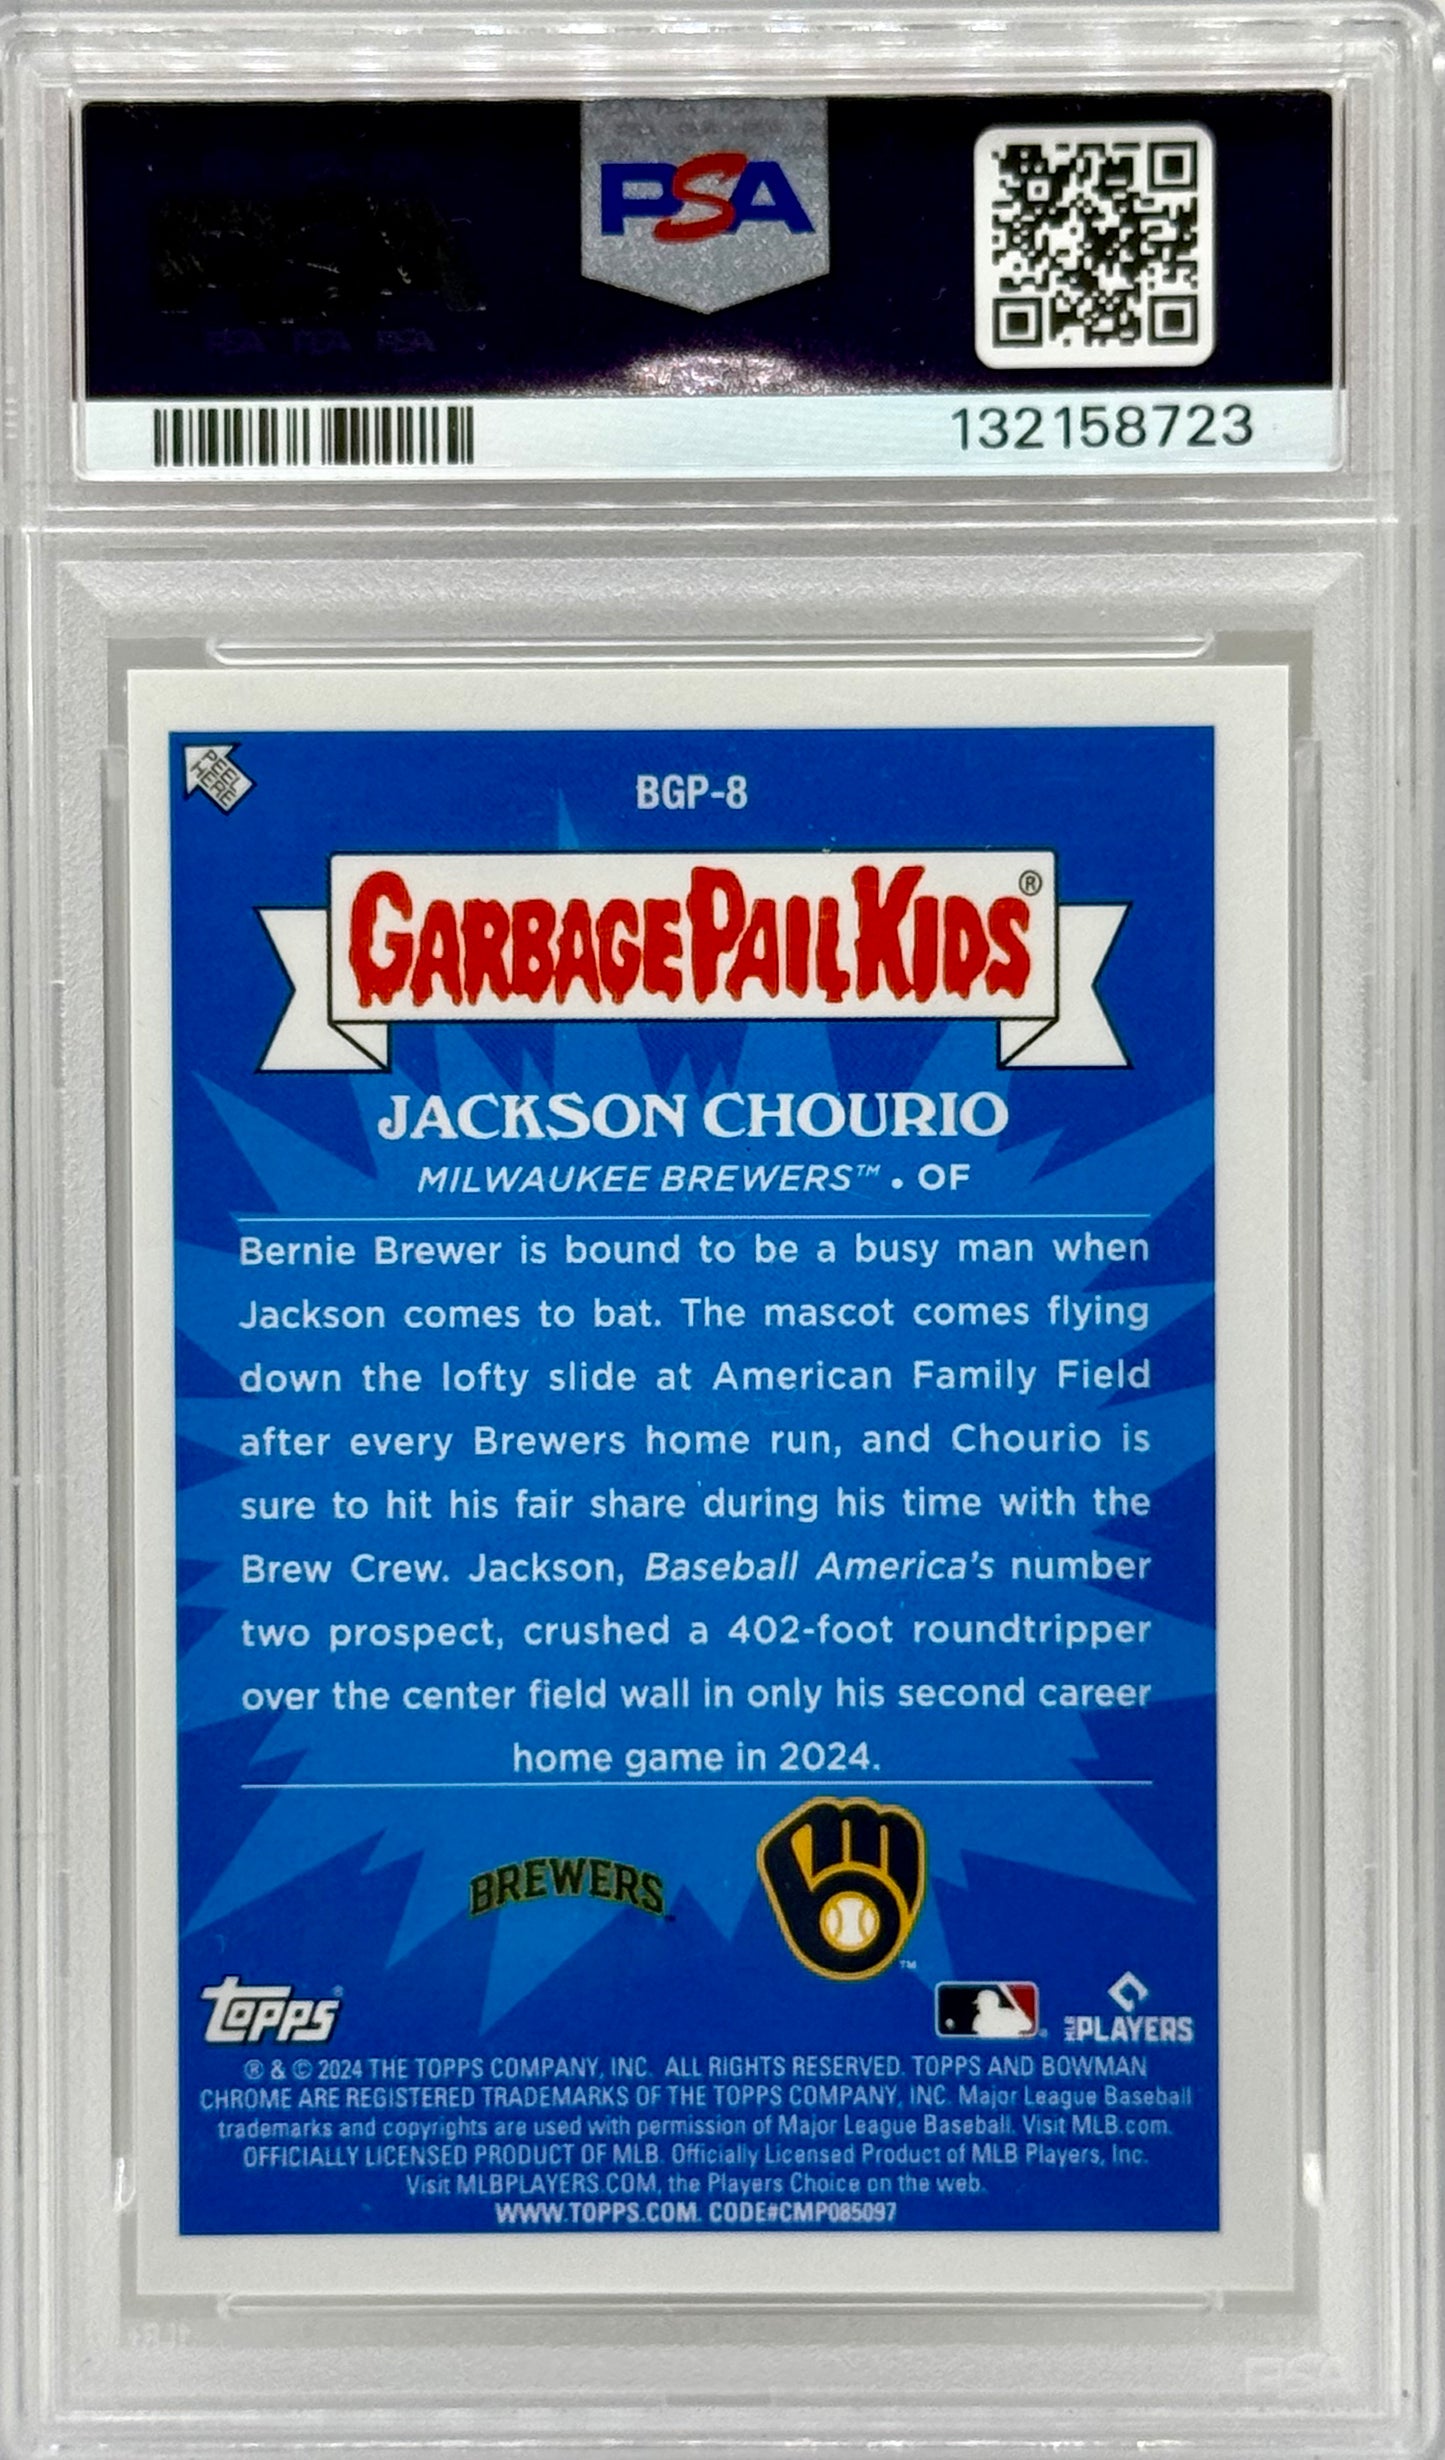 PSA
132158723
PEEL
HERE
BGP-8
GARBAGE PAIL KIDS®
JACKSON CHOURIO
MILWAUKEE BREWERS™ • OF
Bernie Brewer is bound to be a busy man when
Jackson comes to bat. The mascot comes flying
down the lofty slide at American Family Field
after every Brewers home run, and Chourio is
sure to hit his fair share during his time with the
Brew Crew. Jackson, Baseball America's number
two prospect, crushed a 402-foot roundtripper
over the center field wall in only his second career
home game in 2024.
BREWERS
™
topps®
MLB PLAYERS
® & © 2024 THE TOPPS COMPANY, INC. ALL RIGHTS RESERVED. TOPPS AND BOWMAN
CHROME ARE REGISTERED TRADEMARKS OF THE TOPPS COMPANY, INC. Major League Baseball
trademarks and copyrights are used with permission of Major League Baseball. Visit MLB.com.
OFFICIALLY LICENSED PRODUCT OF MLB. Officially Licensed Product of MLB Players, Inc.
Visit MLBPLAYERS.COM, the Players Choice on the web.
WWW.TOPPS.COM. CODE#CMP085097
PSA